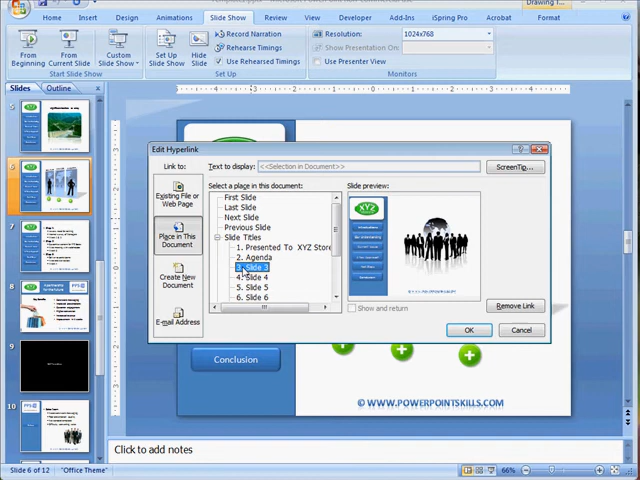 Drawing T...
Home Insert Design Animations Slide Show Review View Developer Add-Ins iSpring Pro Acrobat Format
From Beginning
From Current Slide
Custom Slide Show
Set Up Slide Show
Hide Slide
Record Narration
Rehearse Timings
Use Rehearsed Timings
Resolution: 1024x768
Show Presentation On:
Use Presenter View
Start Slide Show Set Up Monitors
Slides Outline
5
6
8
9
10
Edit Hyperlink
Link to:
Text to display: <<Selection in Document>>
ScreenTip...
Existing File or Web Page
Place in This Document
Create New Document
E-mail Address
Select a place in this document:
First Slide
Last Slide
Next Slide
Previous Slide
Slide Titles
1. Presented To XYZ Store
2. Agenda
3. Slide 3
4. Slide 4
5. Slide 5
6. Slide 6
Slide preview:
XYZ
Show and return
Remove Link
OK
Cancel
Conclusion
© WWW.POWERPOINTSKILLS.COM
Click to add notes
Slide 6 of 12
"Office Theme"
66%